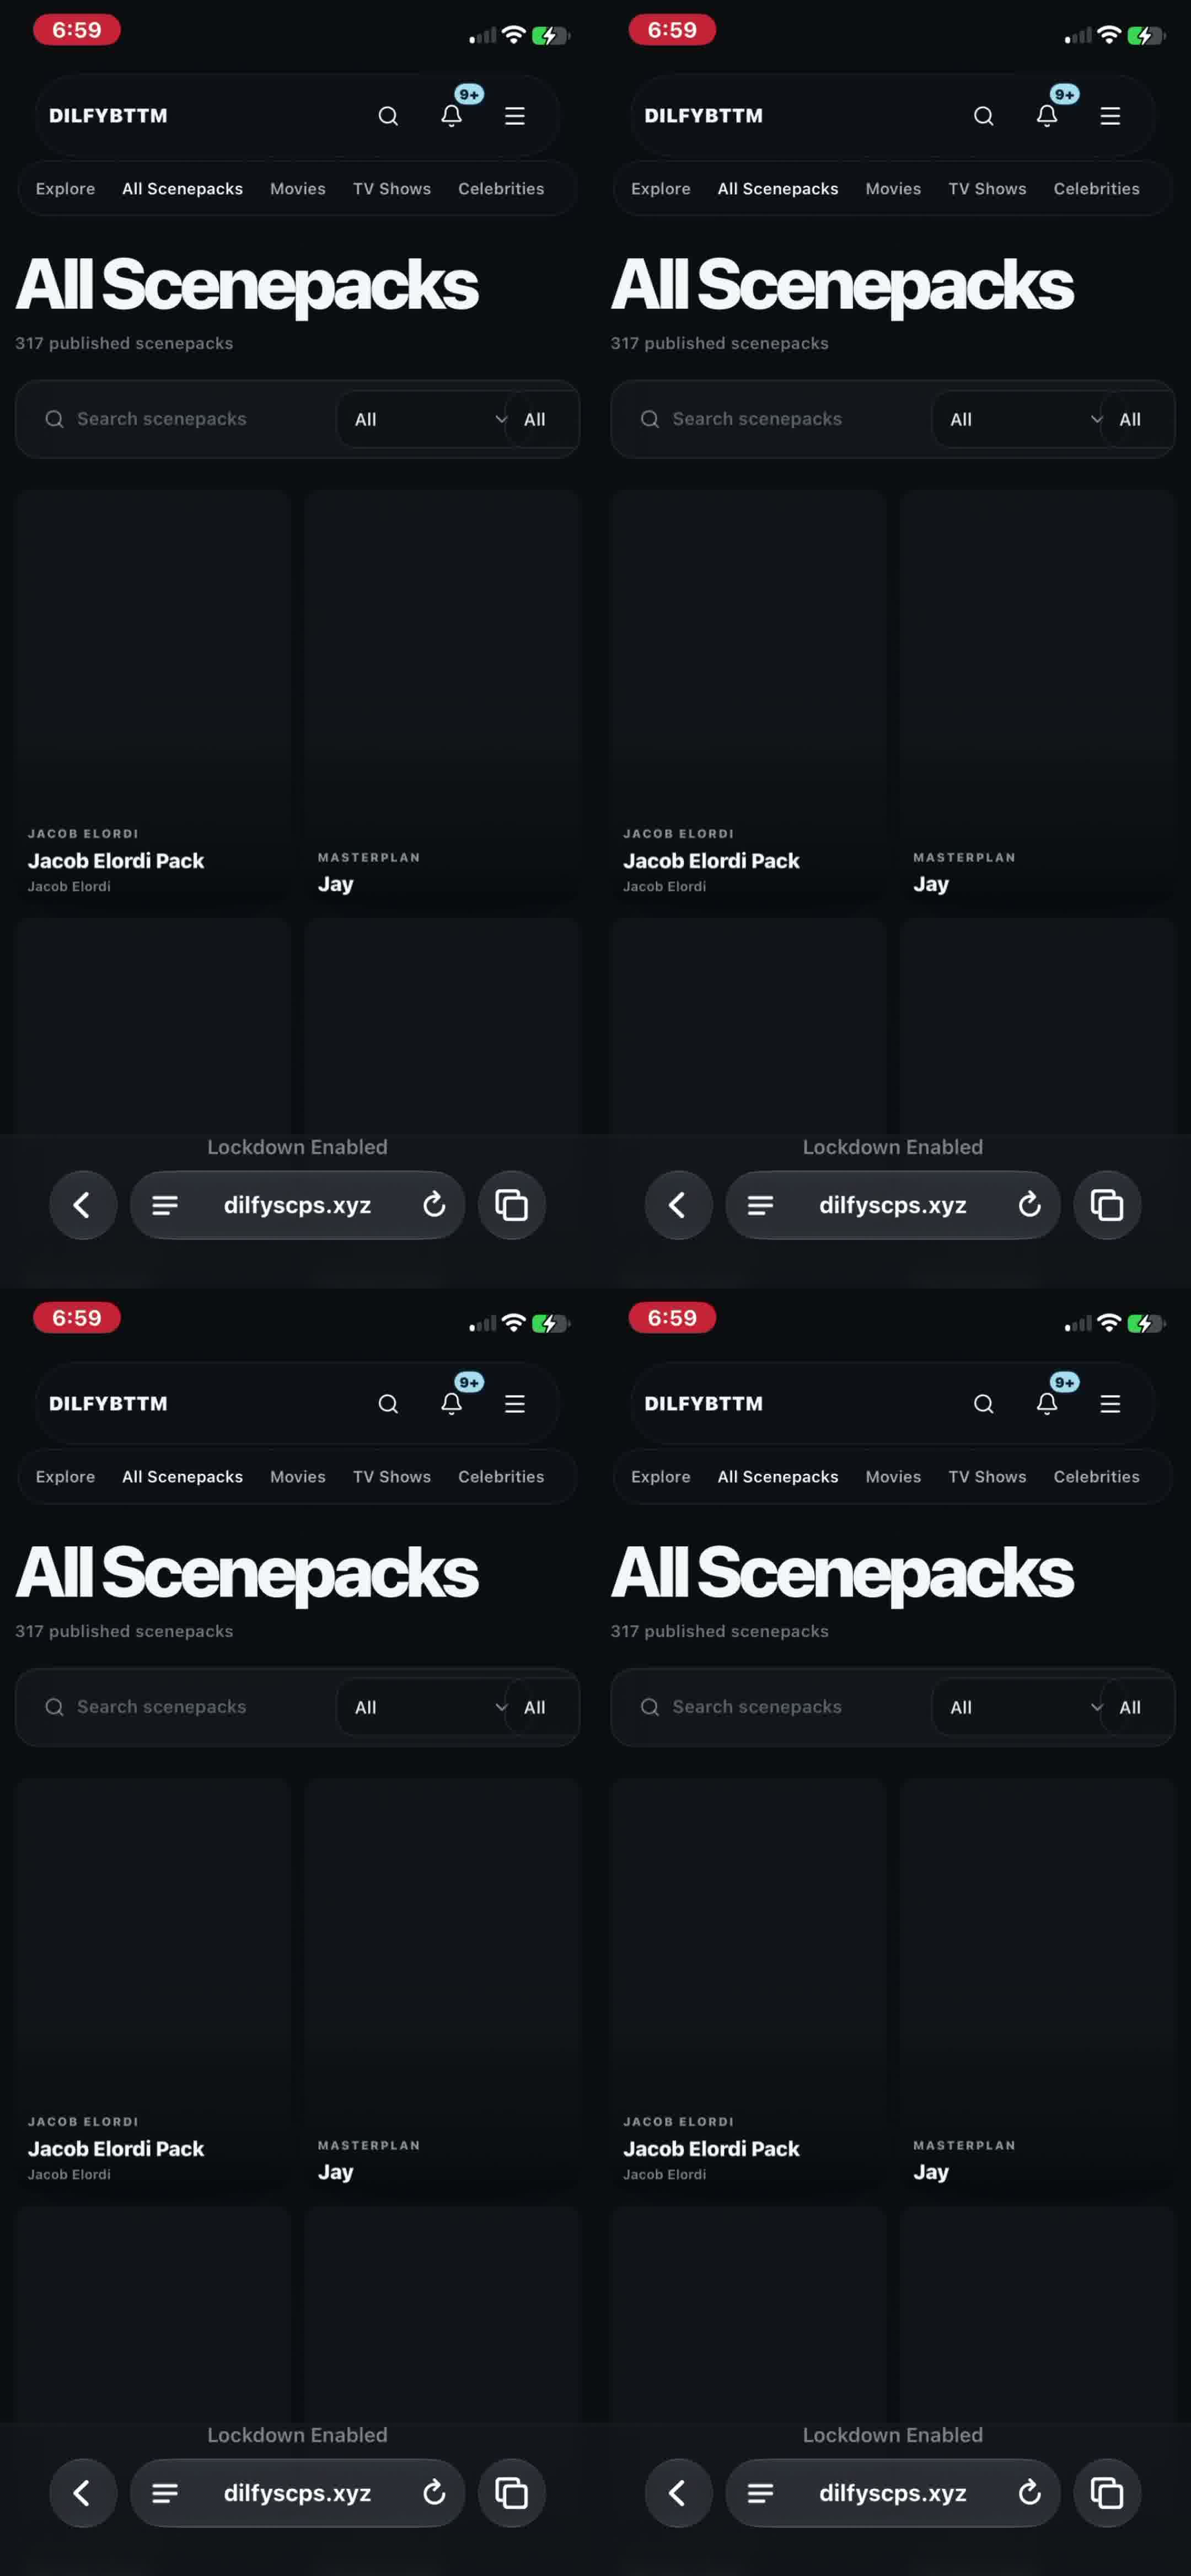 6:59
9+
DILFYBTTM
Explore All Scenepacks Movies TV Shows Celebrities
All Scenepacks
317 published scenepacks
Search scenepacks All All
JACOB ELORDI
Jacob Elordi Pack
Jacob Elordi
MASTERPLAN
Jay
Lockdown Enabled
dilfyscps.xyz
6:59
9+
DILFYBTTM
Explore All Scenepacks Movies TV Shows Celebrities
All Scenepacks
317 published scenepacks
Search scenepacks All All
JACOB ELORDI
Jacob Elordi Pack
Jacob Elordi
MASTERPLAN
Jay
Lockdown Enabled
dilfyscps.xyz
6:59
9+
DILFYBTTM
Explore All Scenepacks Movies TV Shows Celebrities
All Scenepacks
317 published scenepacks
Search scenepacks All All
JACOB ELORDI
Jacob Elordi Pack
Jacob Elordi
MASTERPLAN
Jay
Lockdown Enabled
dilfyscps.xyz
6:59
9+
DILFYBTTM
Explore All Scenepacks Movies TV Shows Celebrities
All Scenepacks
317 published scenepacks
Search scenepacks All All
JACOB ELORDI
Jacob Elordi Pack
Jacob Elordi
MASTERPLAN
Jay
Lockdown Enabled
dilfyscps.xyz